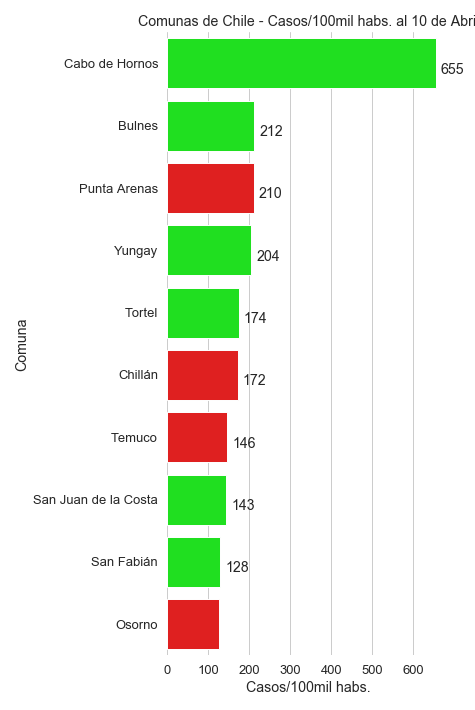 Comunas de Chile - Casos/100mil habs. al 10 de Abri
Cabo de Hornos 655
Bulnes 212
Punta Arenas 210
Yungay 204
Tortel 174
Chillán 172
Temuco 146
San Juan de la Costa 143
San Fabián 128
Osorno
Comuna
0 100 200 300 400 500 600
Casos/100mil habs.